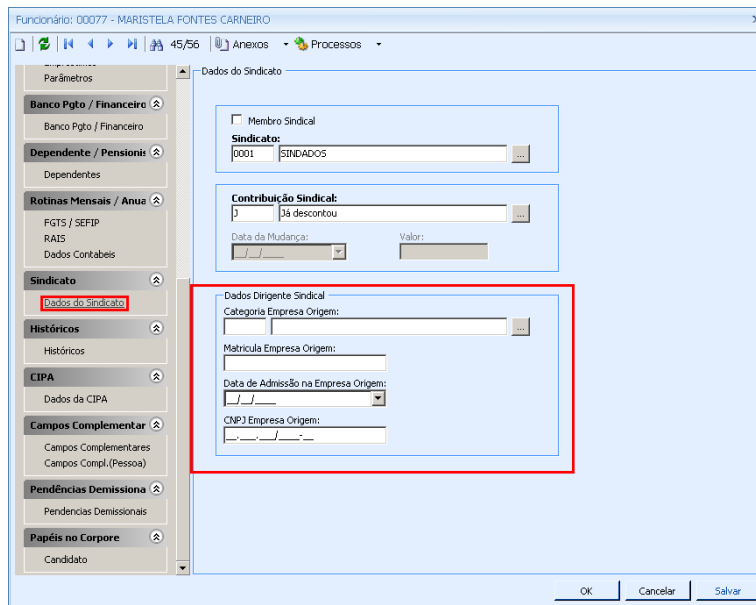 Funcionário: 00077 - MARISTELA FONTES CARNEIRO
45/56 Anexos Processos
Parâmetros
Banco Pgto / Financeiro
Banco Pgto / Financeiro
Dependente / Pensionis
Dependentes
Rotinas Mensais / Anua
FGTS / SEFIP
RAIS
Dados Contabeis
Sindicato
Dados do Sindicato
Históricos
Históricos
CIPA
Dados da CIPA
Campos Complementar
Campos Complementares
Campos Compl.(Pessoa)
Pendências Demissiona
Pendencias Demissionais
Papéis no Corpore
Candidato
Dados do Sindicato
Membro Sindical
Sindicato:
0001 SINDADOS ...
Contribuição Sindical:
J Já descontou ...
Data da Mudança: Valor:
__/__/____
Dados Dirigente Sindical
Categoria Empresa Origem:
...
Matricula Empresa Origem:
Data de Admissão na Empresa Origem:
__/__/____
CNPJ Empresa Origem:
__.___.___/____-__
OK Cancelar Salvar